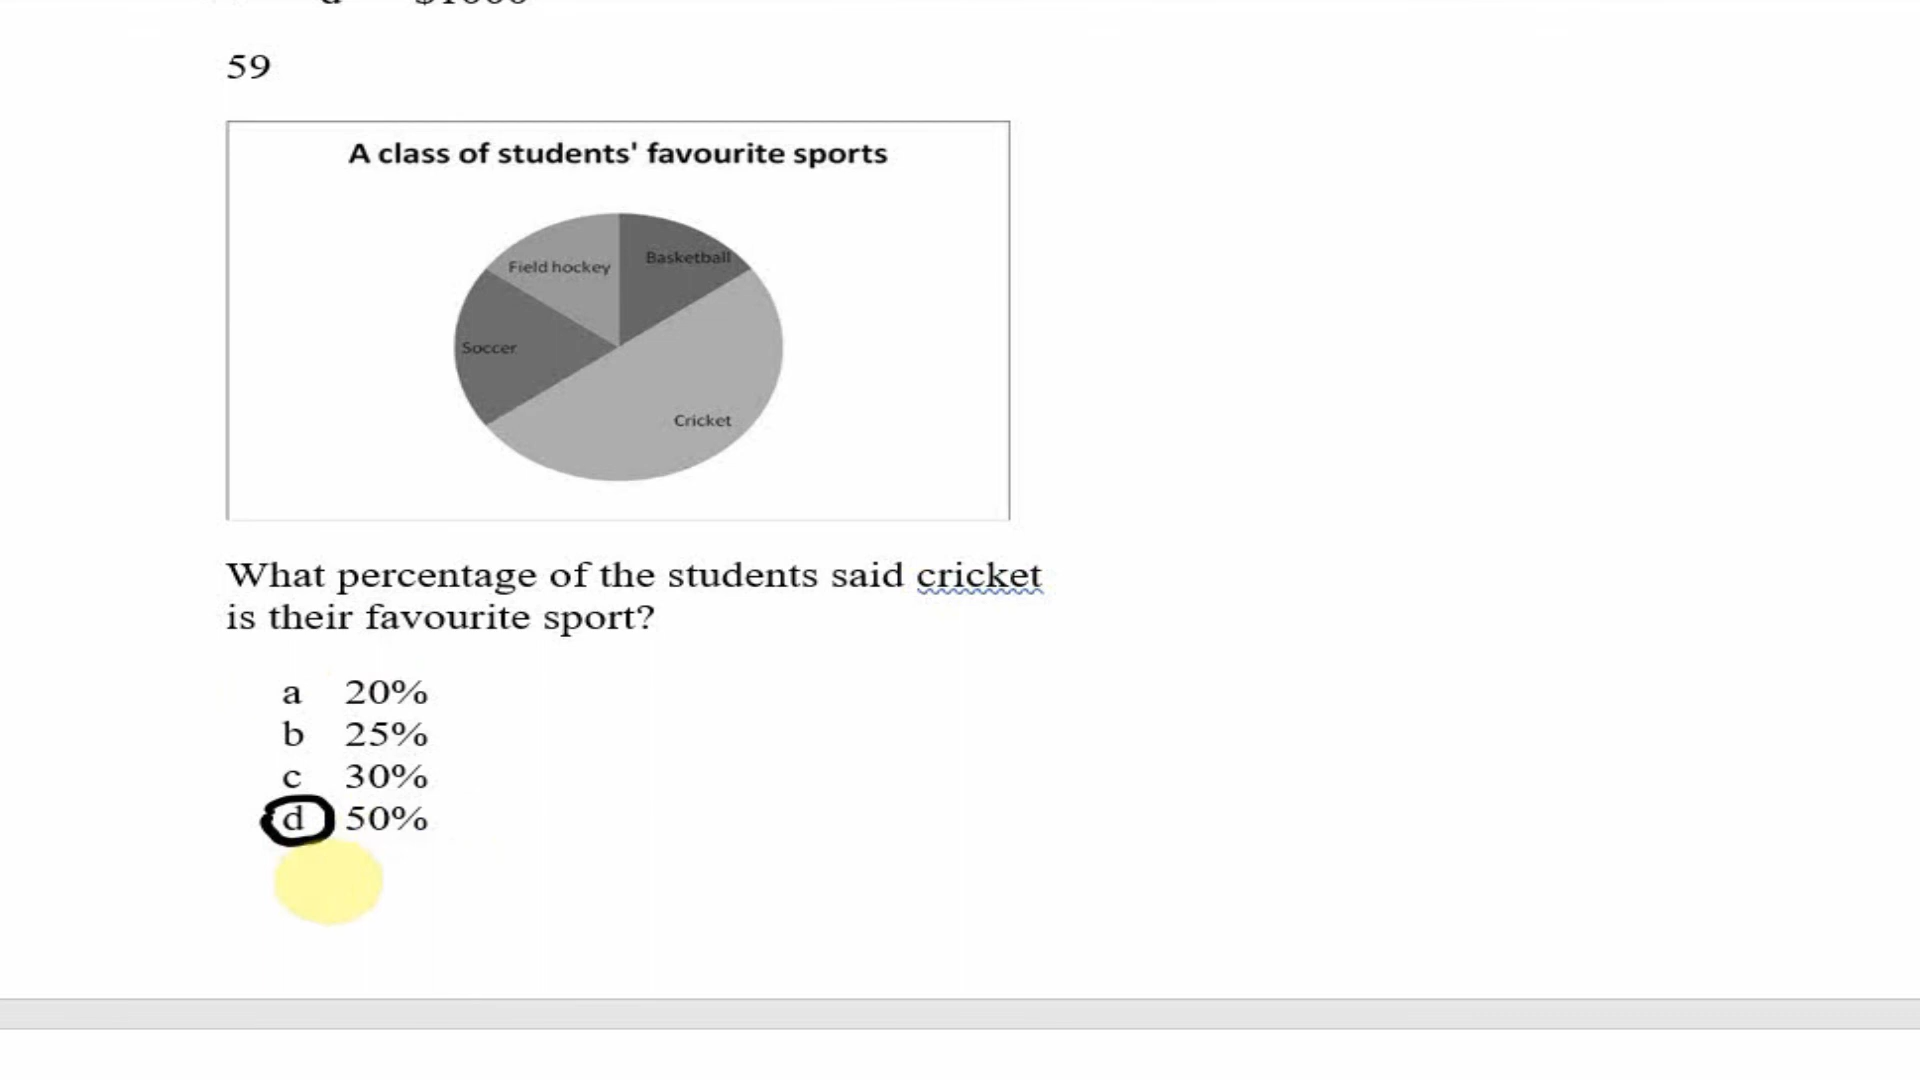 59
A class of students' favourite sports
Field hockey
Basketball
Soccer
Cricket
What percentage of the students said cricket
is their favourite sport?
a 20%
b 25%
c 30%
d 50%